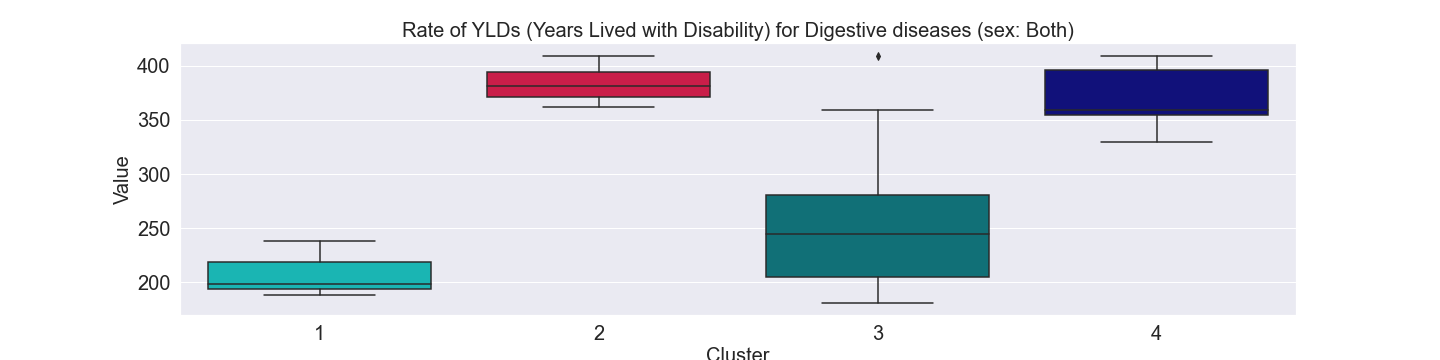 Rate of YLDs (Years Lived with Disability) for Digestive diseases (sex: Both)
400
350
300
250
200
Value
1 2 3 4
Cluster